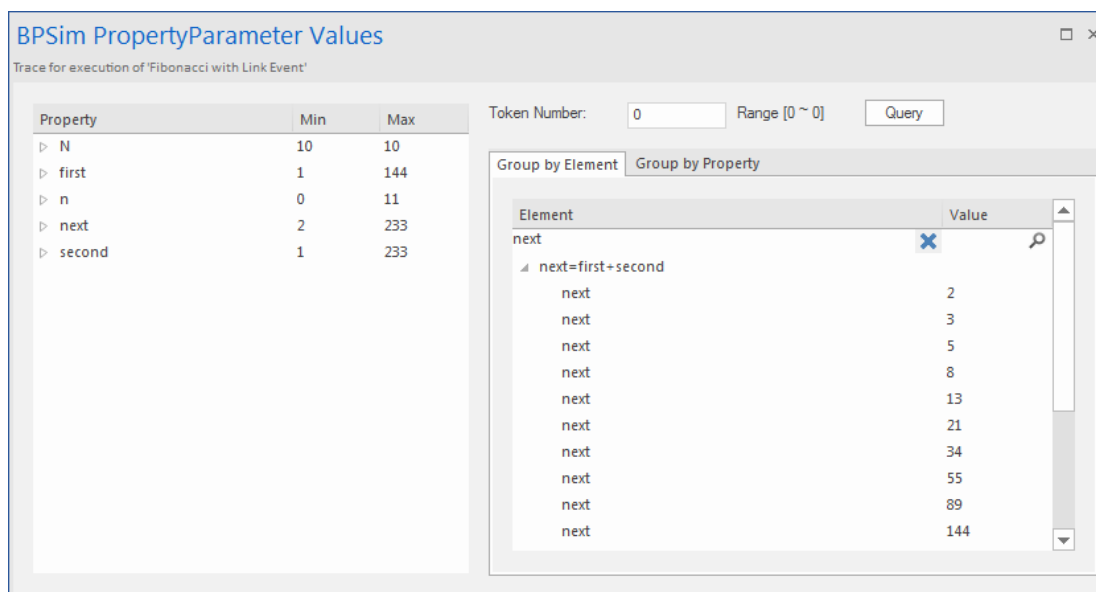 BPSim PropertyParameter Values
Trace for execution of 'Fibonacci with Link Event'
Property Min Max
N 10 10
first 1 144
n 0 11
next 2 233
second 1 233
Token Number: 0 Range [0 ~ 0] Query
Group by Element Group by Property
Element Value
next
next=first+second
next 2
next 3
next 5
next 8
next 13
next 21
next 34
next 55
next 89
next 144